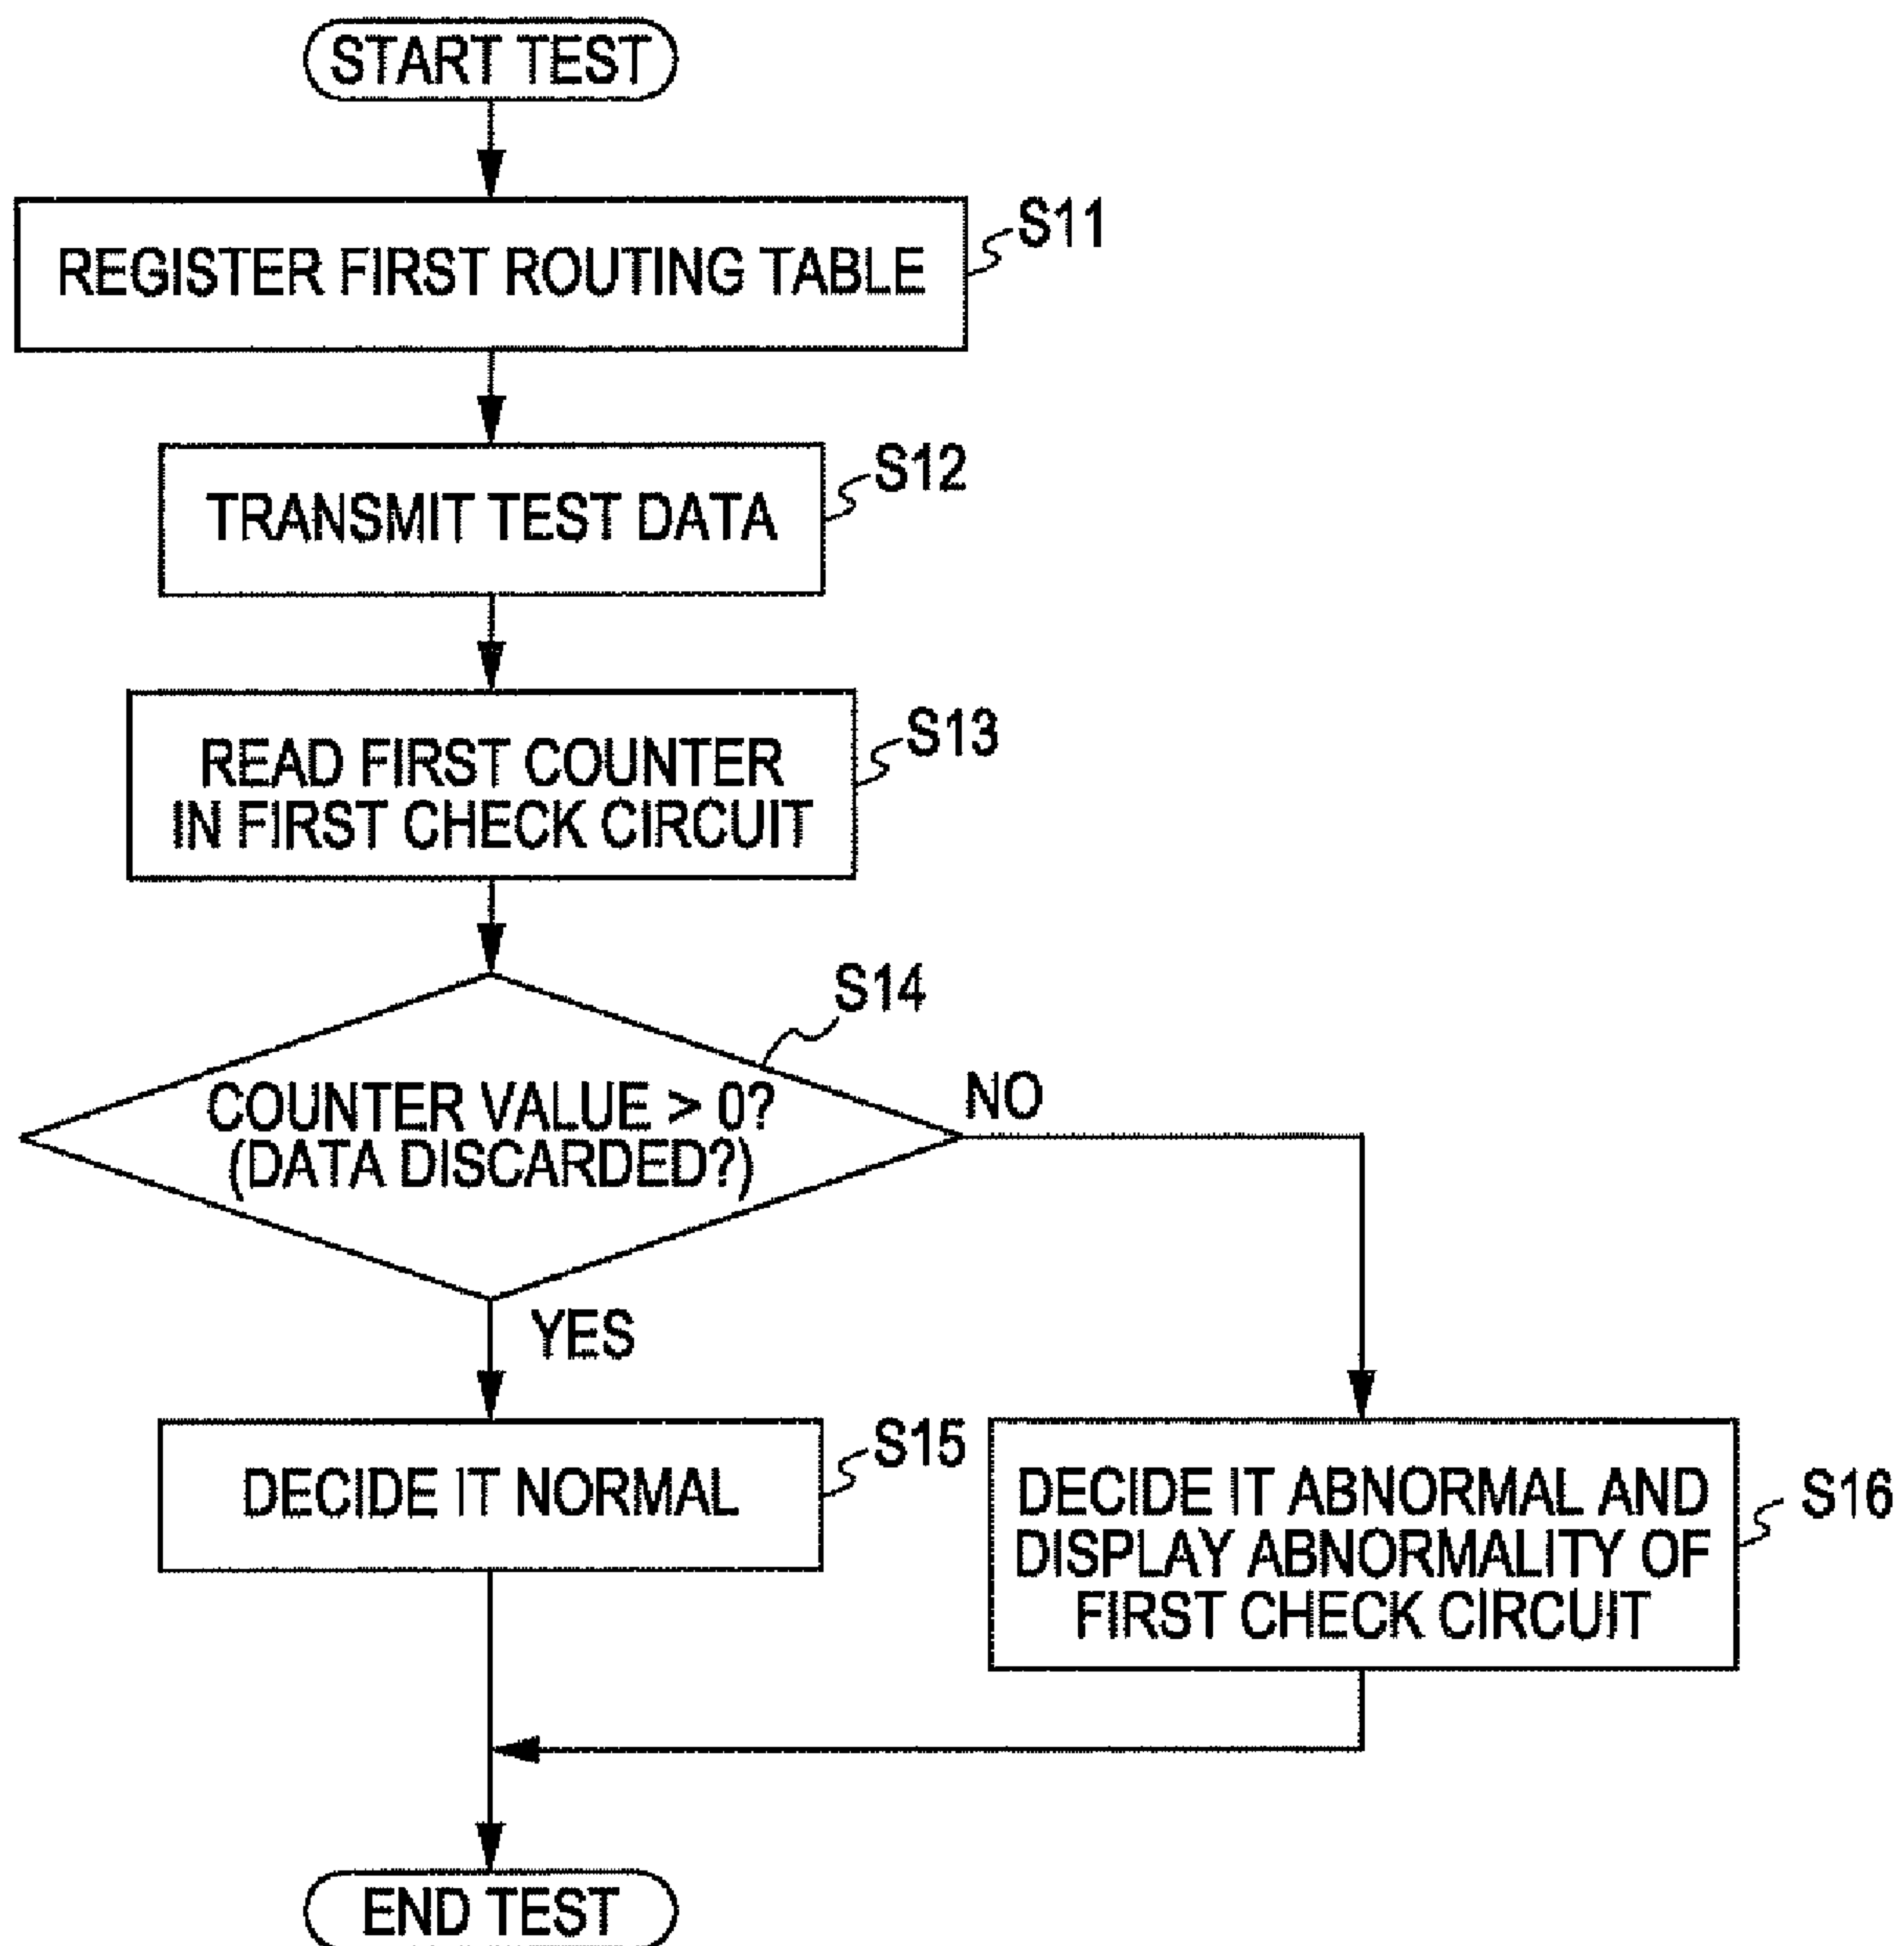 START TEST
REGISTER FIRST ROUTING TABLE
S11
TRANSMIT TEST DATA
S12
READ FIRST COUNTER
IN FIRST CHECK CIRCUIT
S13
S14
COUNTER VALUE > 0?
(DATA DISCARDED?)
NO
YES
DECIDE IT NORMAL
S15
DECIDE IT ABNORMAL AND
DISPLAY ABNORMALITY OF
FIRST CHECK CIRCUIT
S16
END TEST